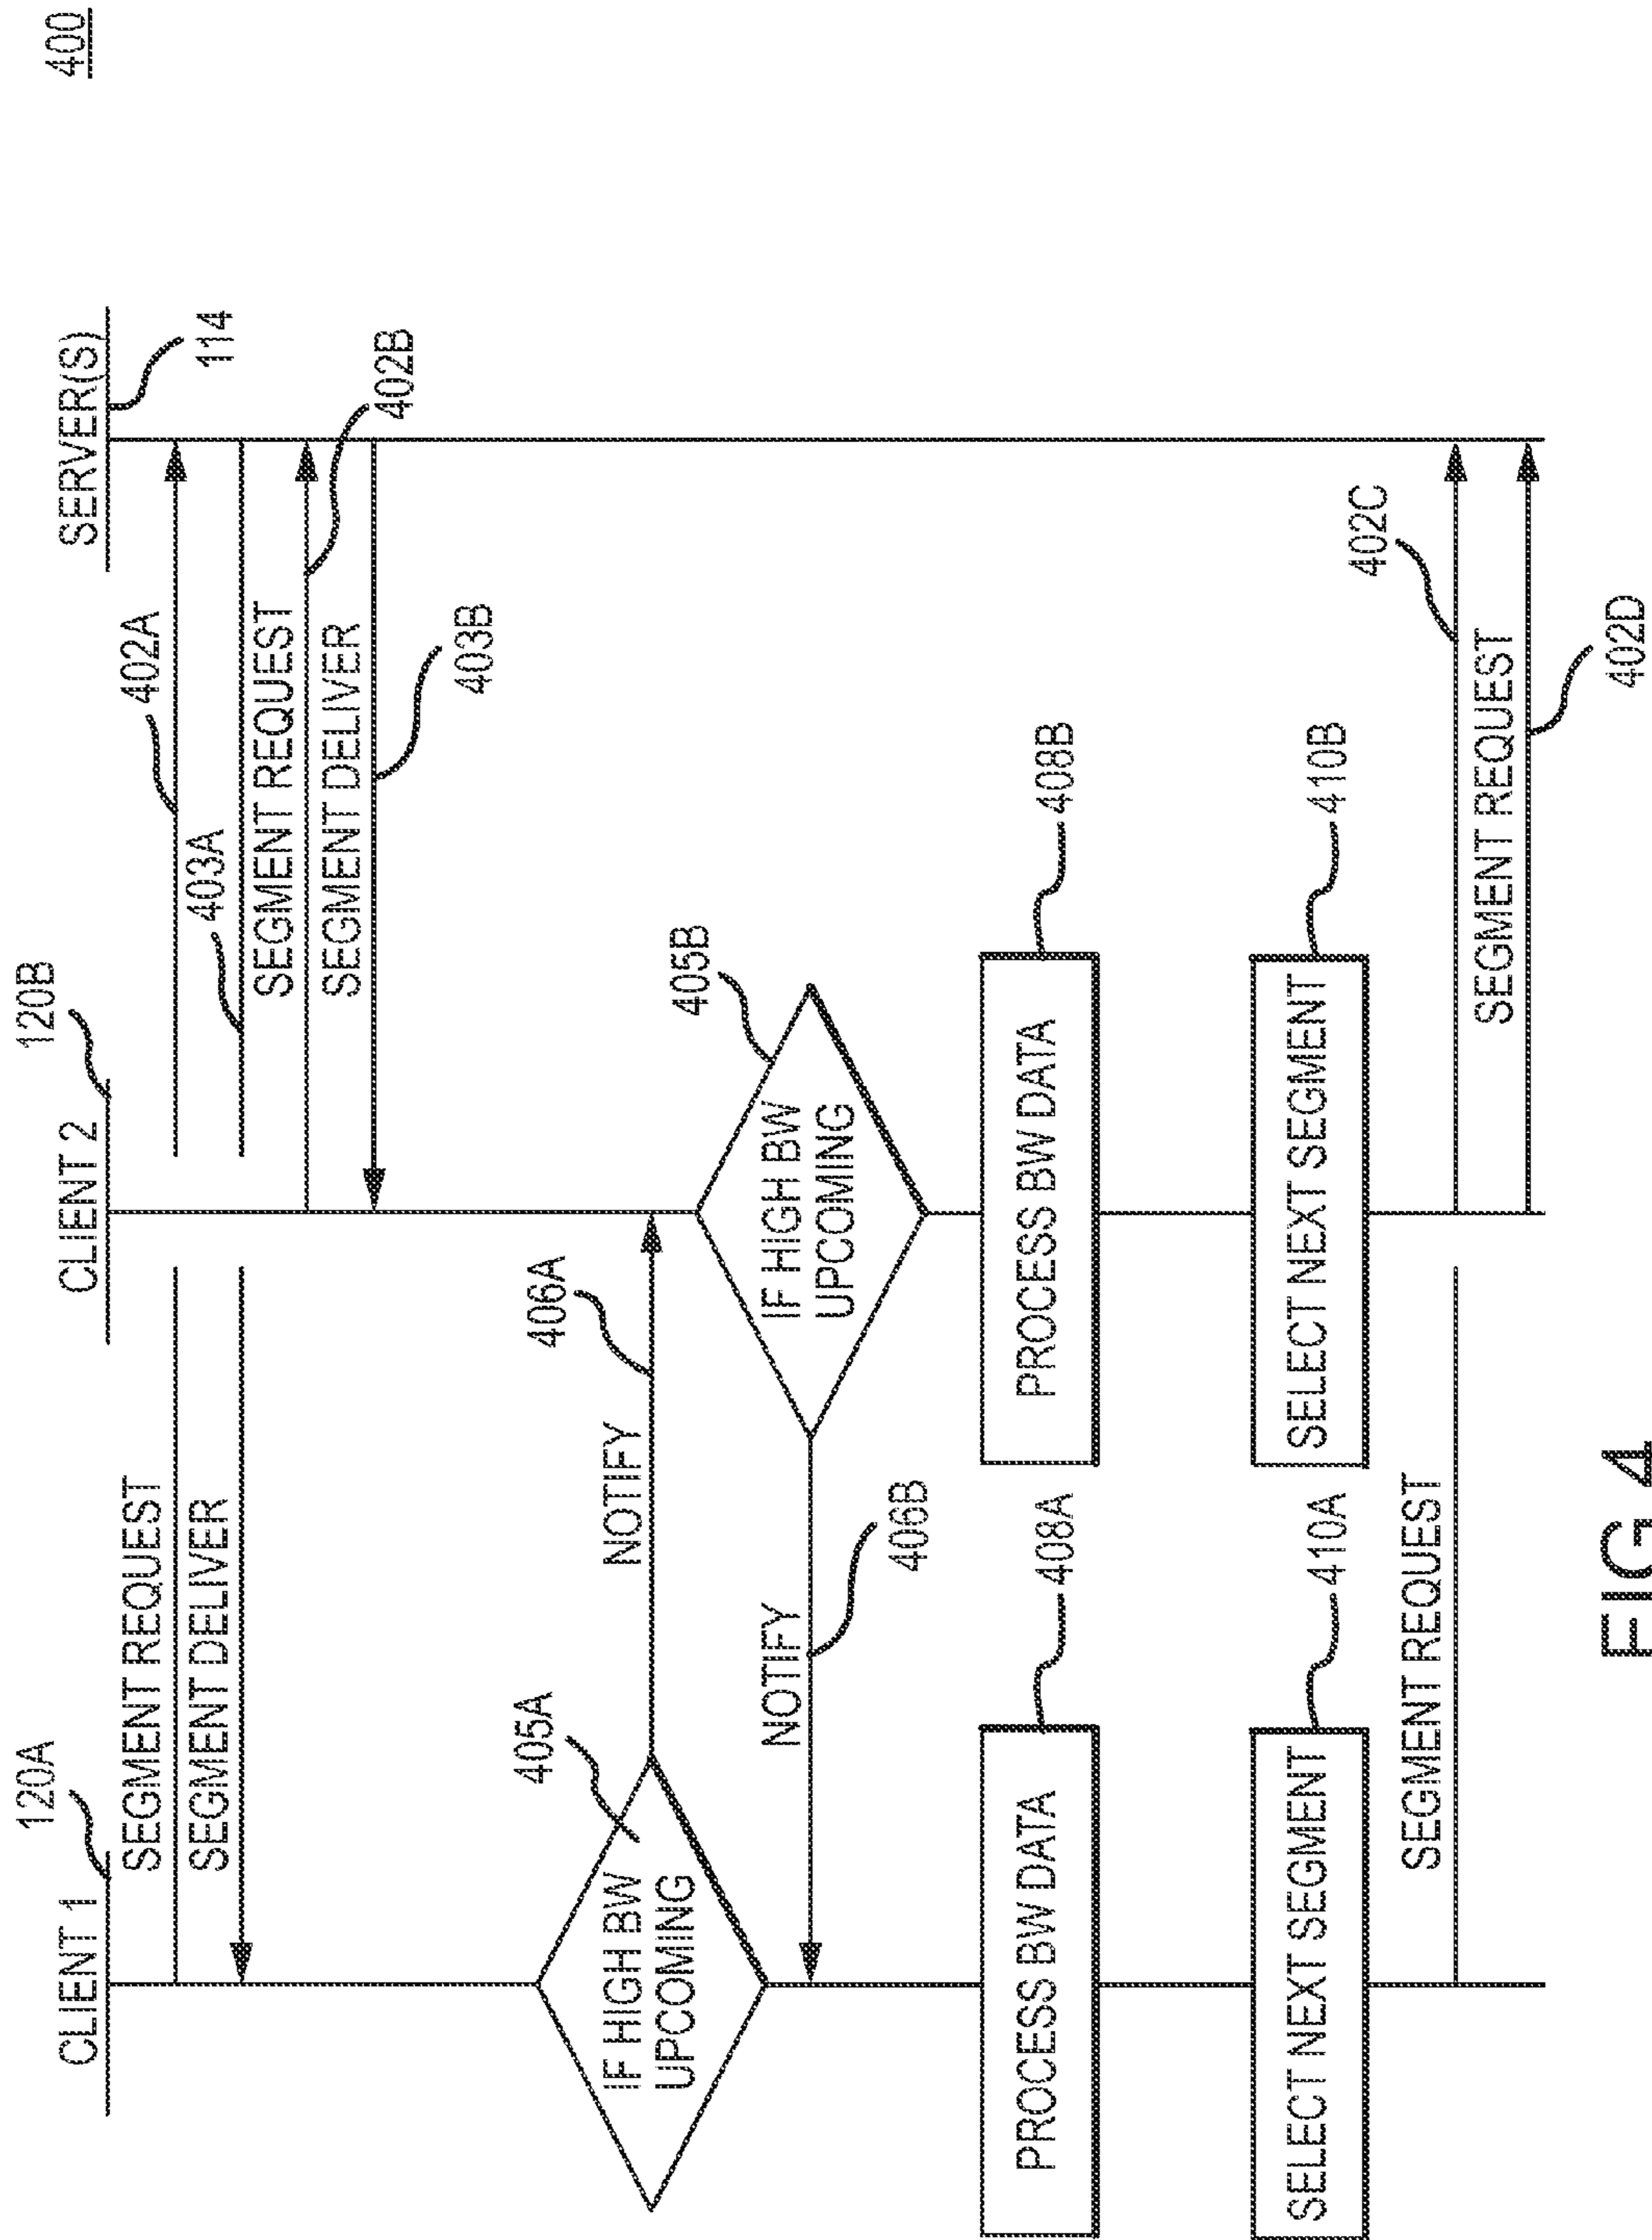 400
120A
120B
CLIENT 1
CLIENT 2
SERVER(S)
114
SEGMENT REQUEST
402A
SEGMENT DELIVER
403A
SEGMENT REQUEST
402B
SEGMENT DELIVER
403B
405A
IF HIGH BW
UPCOMING
NOTIFY
406A
405B
IF HIGH BW
UPCOMING
NOTIFY
406B
PROCESS BW DATA
408A
PROCESS BW DATA
408B
SELECT NEXT SEGMENT
410A
SELECT NEXT SEGMENT
410B
SEGMENT REQUEST
402C
SEGMENT REQUEST
402D
FIG 4